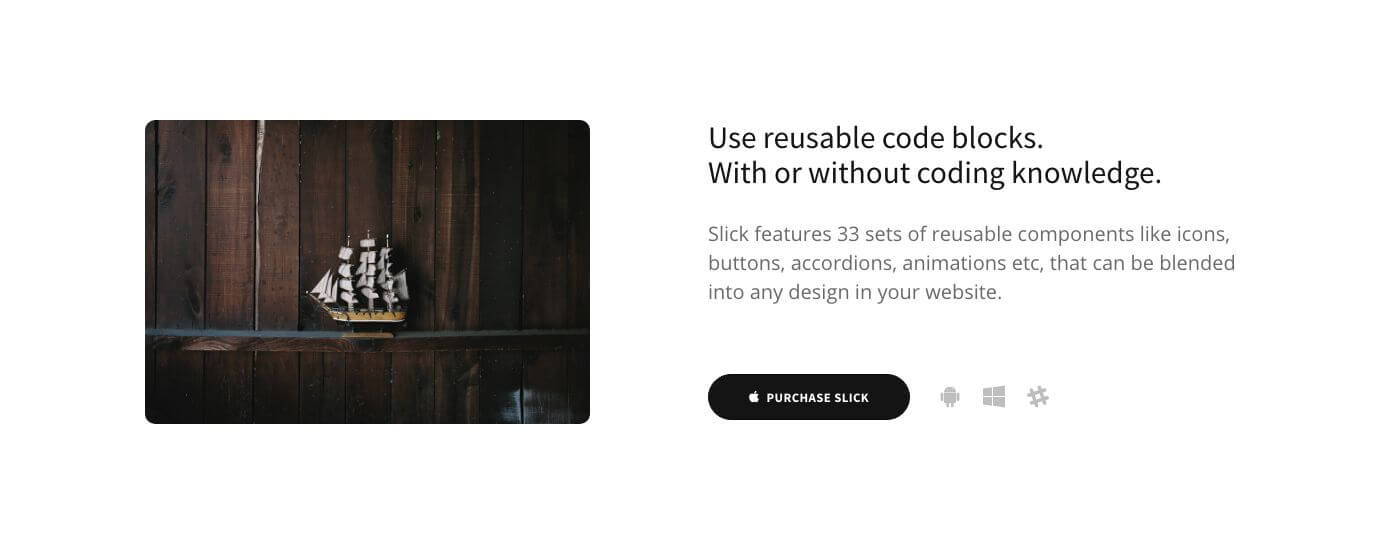 Use reusable code blocks.
With or without coding knowledge.
Slick features 33 sets of reusable components like icons,
buttons, accordions, animations etc, that can be blended
into any design in your website.
PURCHASE SLICK